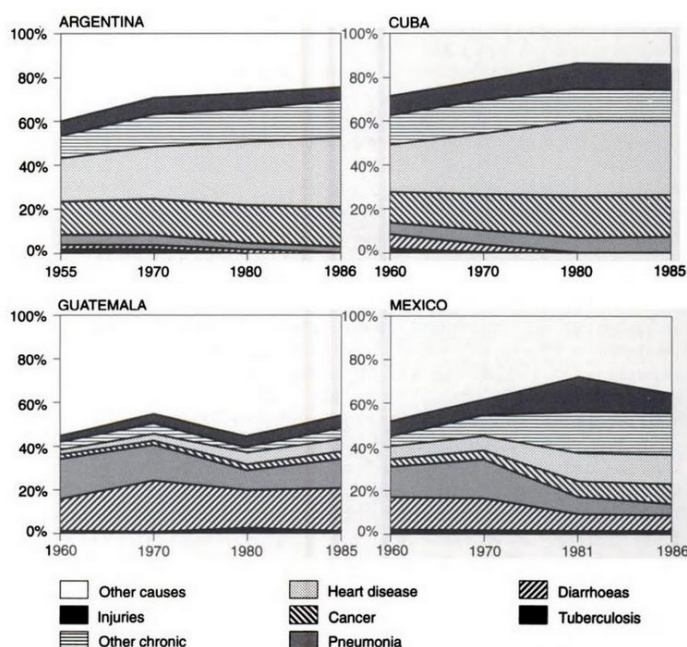 ARGENTINA
100%
80%
60%
40%
20%
0%
1955 1970 1980 1986
CUBA
100%
80%
60%
40%
20%
0%
1960 1970 1980 1985
GUATEMALA
100%
80%
60%
40%
20%
0%
1960 1970 1980 1985
MEXICO
100%
80%
60%
40%
20%
0%
1960 1970 1981 1986
Other causes
Injuries
Other chronic
Heart disease
Cancer
Pneumonia
Diarrhoeas
Tuberculosis